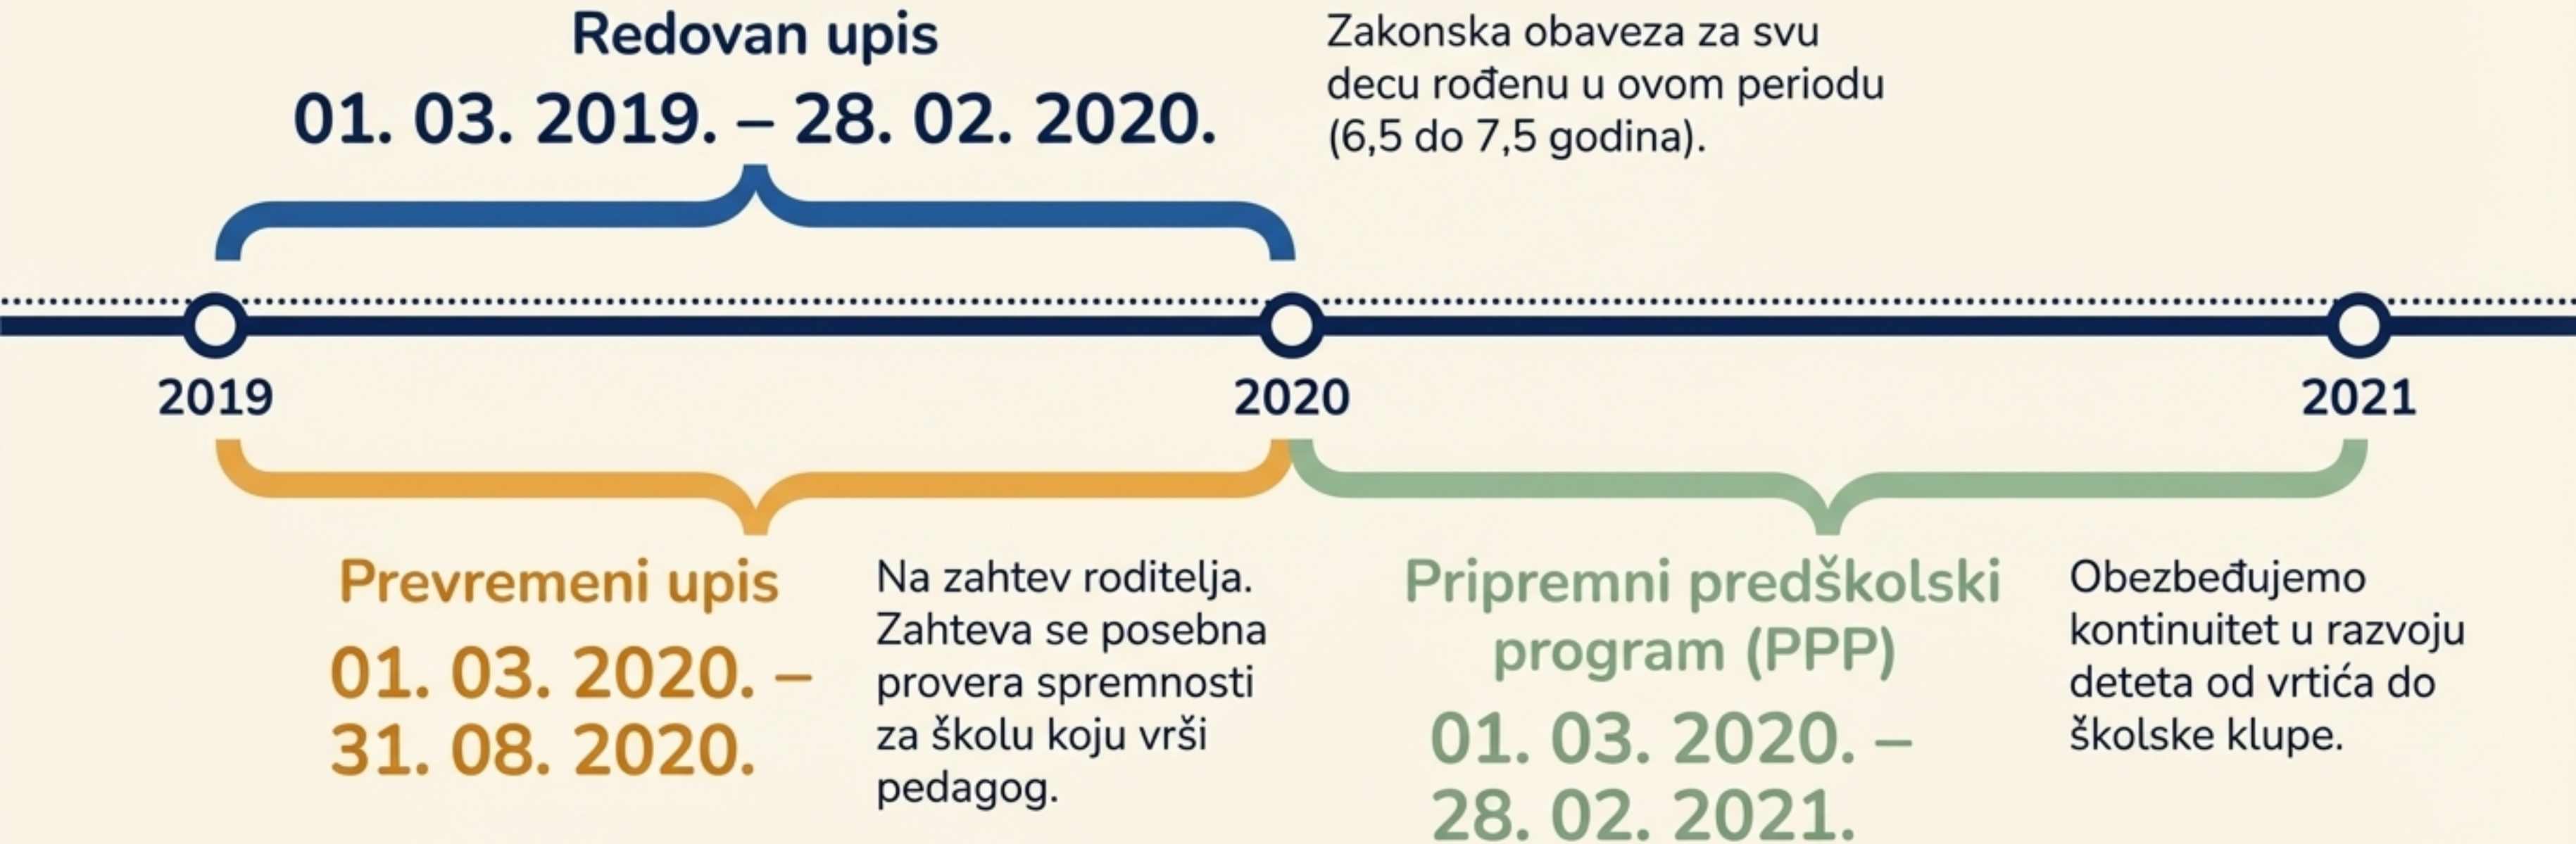 Redovan upis
01. 03. 2019. – 28. 02. 2020.
Zakonska obaveza za svu
decu rođenu u ovom periodu
(6,5 do 7,5 godina).
2019
2020
2021
Prevremeni upis
01. 03. 2020. –
31. 08. 2020.
Na zahtev roditelja.
Zahteva se posebna
provera spremnosti
za školu koju vrši
pedagog.
Pripremni predškolski
program (PPP)
01. 03. 2020. –
28. 02. 2021.
Obezbeđujemo
kontinuitet u razvoju
deteta od vrtića do
školske klupe.